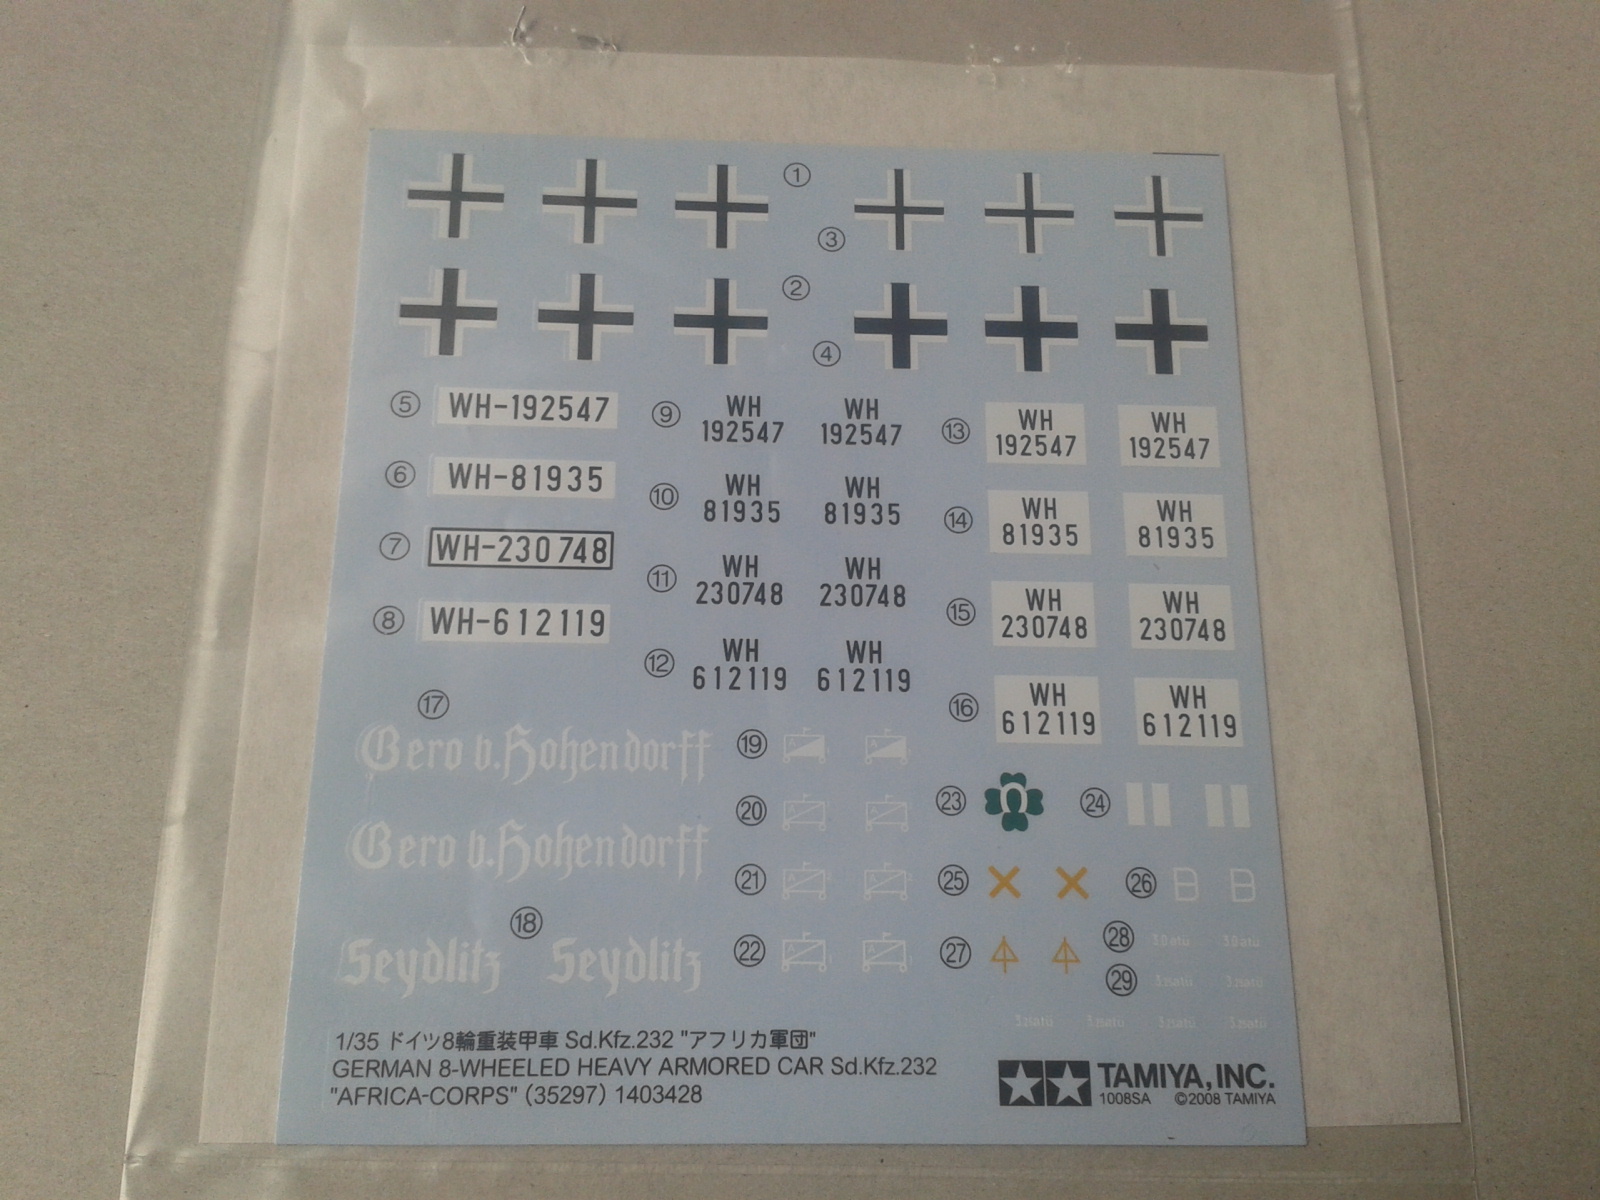 ①
③
②
④
⑤ WH-192547
⑥ WH-81935
⑦ WH-230748
⑧ WH-612119
⑨ WH WH
192547 192547
⑩ WH WH
81935 81935
⑪ WH WH
230748 230748
⑫ WH WH
612119 612119
⑬ WH WH
192547 192547
⑭ WH WH
81935 81935
⑮ WH WH
230748 230748
⑯ WH WH
612119 612119
⑰
Gero v. Hohendorff
Gero v. Hohendorff
⑱
Seydlitz Seydlitz
⑲ A A
⑳ A A
㉑ A A
㉒ A A
㉓
㉔
㉕
㉖ B B
㉗
㉘
㉙
1/35 ドイツ8輪重装甲車 Sd.Kfz.232 "アフリカ軍団"
GERMAN 8-WHEELED HEAVY ARMORED CAR Sd.Kfz.232
"AFRICA-CORPS" (35297) 1403428
TAMIYA, INC.
1008SA ©2008 TAMIYA